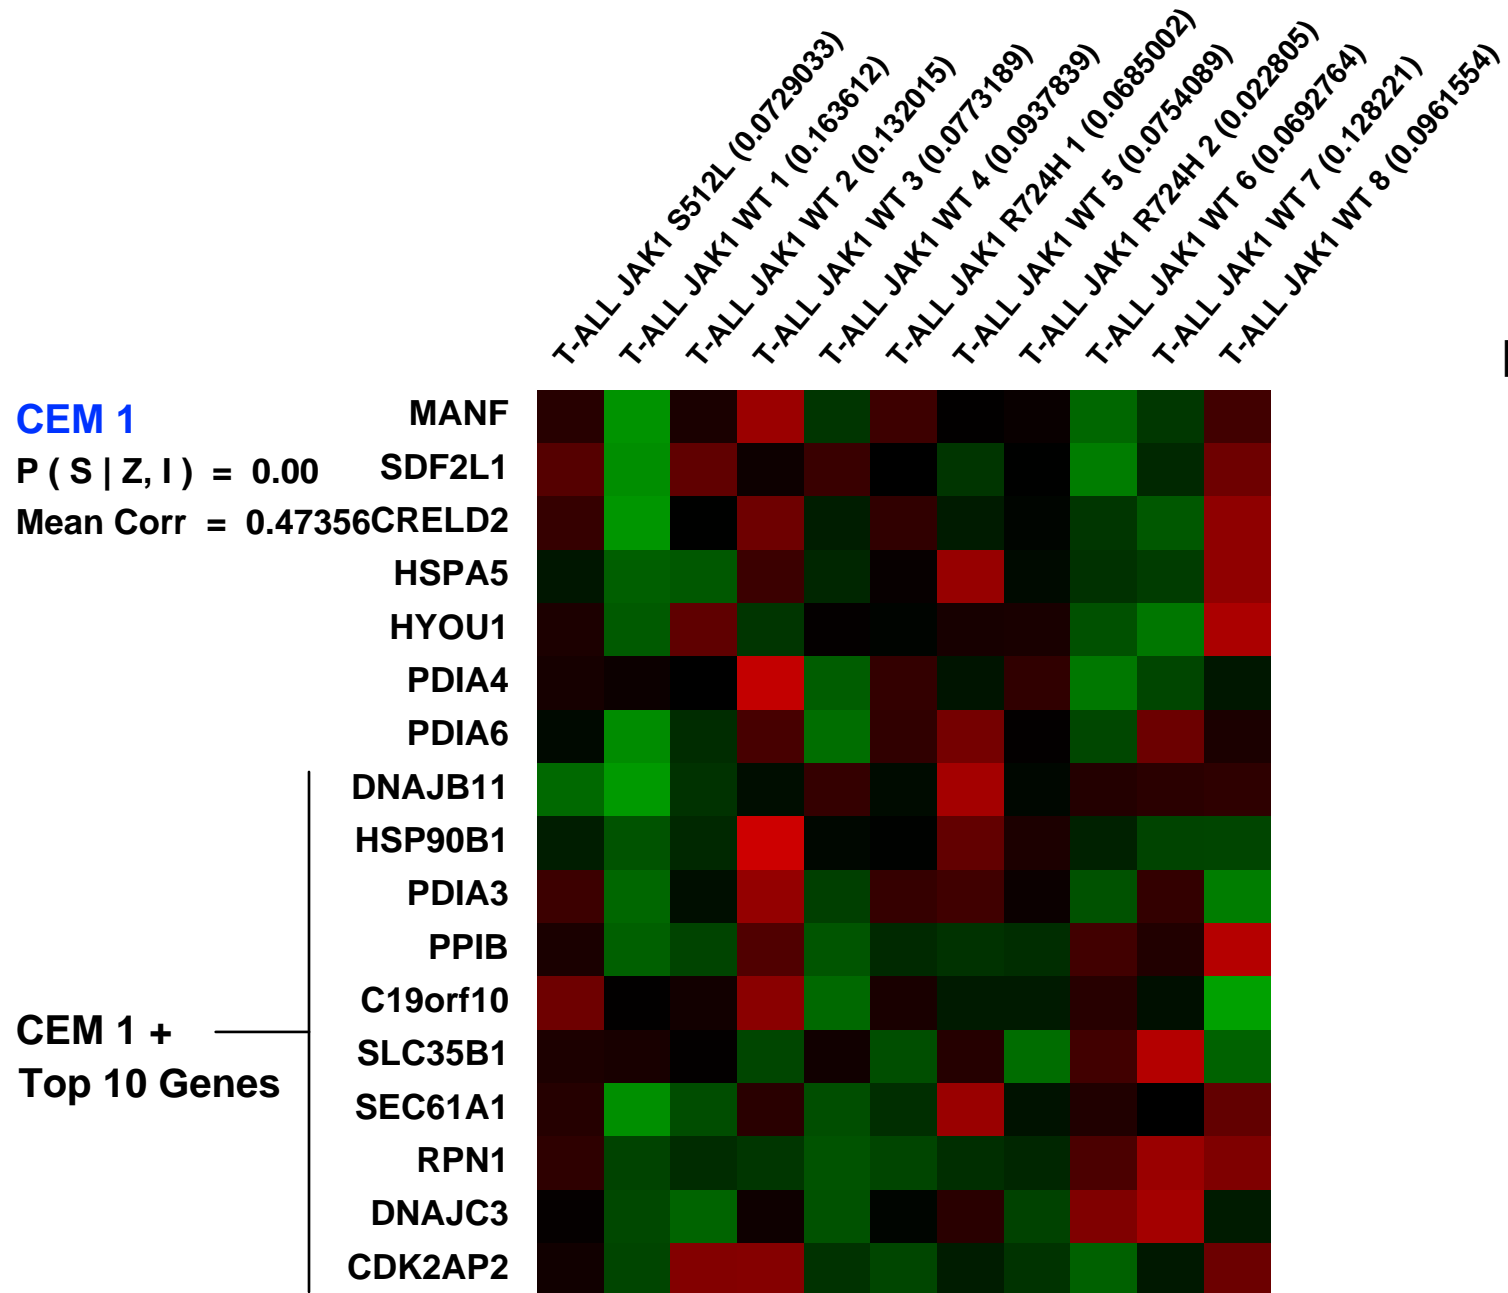 T-ALL JAK1 S512L (0.0729033)
T-ALL JAK1 WT 1 (0.163612)
T-ALL JAK1 WT 2 (0.132015)
T-ALL JAK1 WT 3 (0.0773189)
T-ALL JAK1 WT 4 (0.0937839)
T-ALL JAK1 R724H 1 (0.0685002)
T-ALL JAK1 WT 5 (0.0754089)
T-ALL JAK1 R724H 2 (0.022805)
T-ALL JAK1 WT 6 (0.0692764)
T-ALL JAK1 WT 7 (0.128221)
T-ALL JAK1 WT 8 (0.0961554)
CEM 1
P ( S | Z, I ) = 0.00
Mean Corr = 0.47356
MANF
SDF2L1
CRELD2
HSPA5
HYOU1
PDIA4
PDIA6
DNAJB11
HSP90B1
PDIA3
PPIB
C19orf10
SLC35B1
SEC61A1
RPN1
DNAJC3
CDK2AP2
CEM 1 +
Top 10 Genes